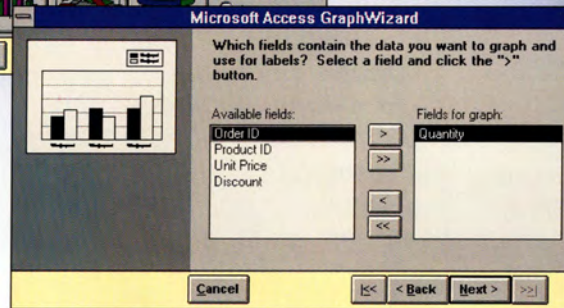 Microsoft Access GraphWizard
Which fields contain the data you want to graph and
use for labels? Select a field and click the ">"
button.
Available fields:
Order ID
Product ID
Unit Price
Discount
>
>>
<
<<
Fields for graph:
Quantity
Cancel
|<<
< Back
Next >
>>|